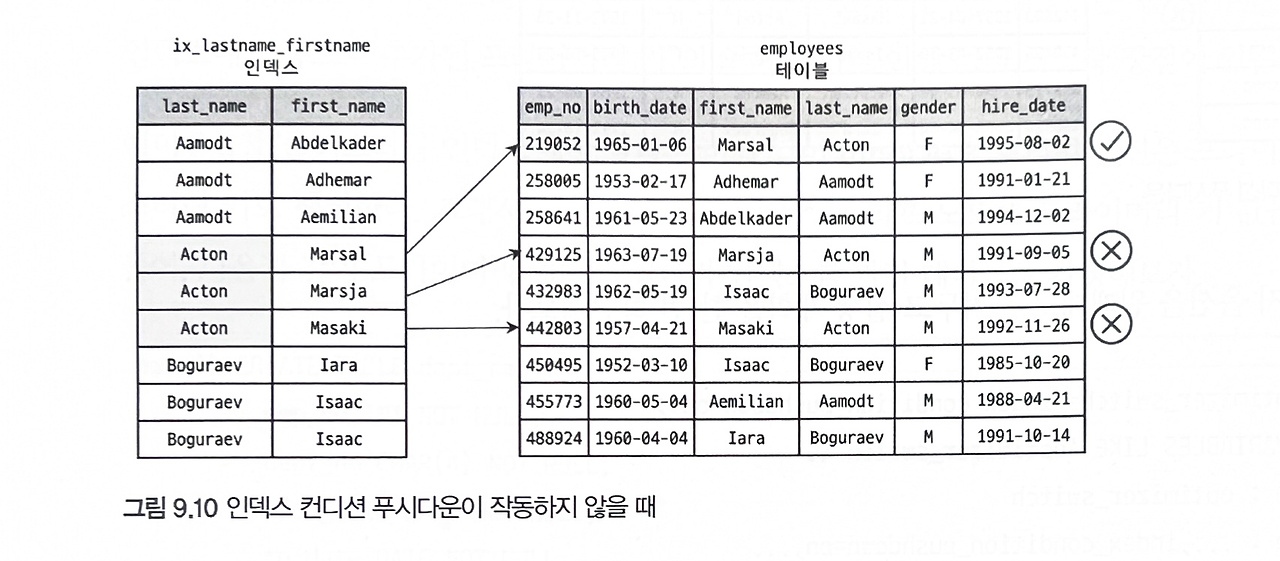 ix_lastname_firstname
인덱스
last_name first_name
Aamodt Abdelkader
Aamodt Adhemar
Aamodt Aemilian
Acton Marsal
Acton Marsja
Acton Masaki
Boguraev Iara
Boguraev Isaac
Boguraev Isaac
employees
테이블
emp_no birth_date first_name last_name gender hire_date
219052 1965-01-06 Marsal Acton F 1995-08-02
258005 1953-02-17 Adhemar Aamodt F 1991-01-21
258641 1961-05-23 Abdelkader Aamodt M 1994-12-02
429125 1963-07-19 Marsja Acton M 1991-09-05
432983 1962-05-19 Isaac Boguraev M 1993-07-28
442803 1957-04-21 Masaki Acton M 1992-11-26
450495 1952-03-10 Isaac Boguraev F 1985-10-20
455773 1960-05-04 Aemilian Aamodt M 1988-04-21
488924 1960-04-04 Iara Boguraev M 1991-10-14
그림 9.10 인덱스 컨디션 푸시다운이 작동하지 않을 때